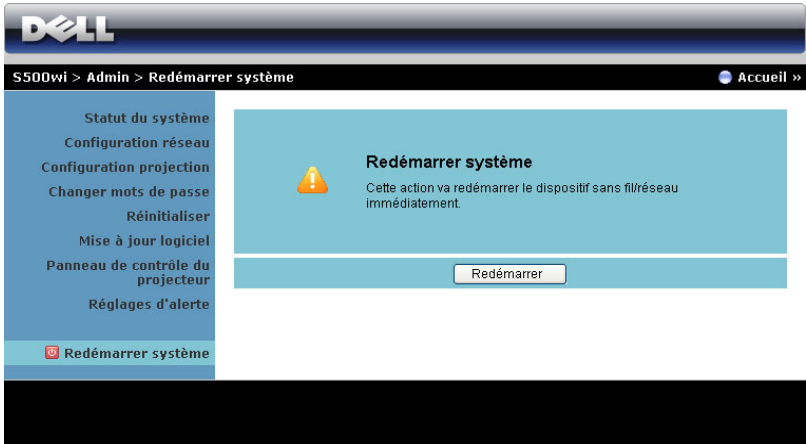 DELL
S500wi > Admin > Redémarrer système
Accueil »
Statut du système
Configuration réseau
Configuration projection
Changer mots de passe
Réinitialiser
Mise à jour logiciel
Panneau de contrôle du
projecteur
Réglages d'alerte
Redémarrer système
Redémarrer système
Cette action va redémarrer le dispositif sans fil/réseau
immédiatement.
Redémarrer